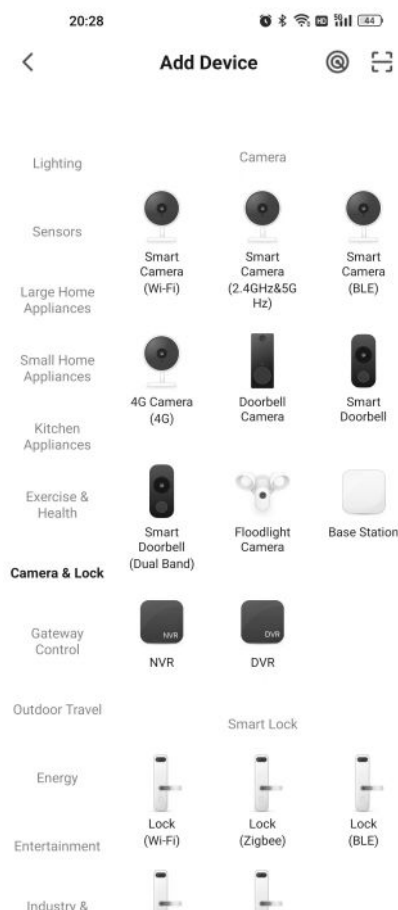 20:28
HD 5G 44
Add Device
Lighting
Sensors
Large Home
Appliances
Small Home
Appliances
Kitchen
Appliances
Exercise &
Health
Camera & Lock
Gateway
Control
Outdoor Travel
Energy
Entertainment
Industry &
Camera
Smart
Camera
(Wi-Fi)
Smart
Camera
(2.4GHz&5G
Hz)
Smart
Camera
(BLE)
4G Camera
(4G)
Doorbell
Camera
Smart
Doorbell
Smart
Doorbell
(Dual Band)
Floodlight
Camera
Base Station
NVR
NVR
DVR
DVR
Smart Lock
Lock
(Wi-Fi)
Lock
(Zigbee)
Lock
(BLE)